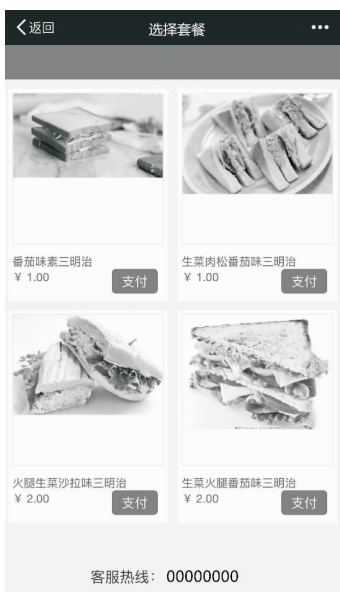 返回
选择套餐
番茄味素三明治
￥ 1.00
支付
生菜肉松番茄味三明治
￥ 1.00
支付
火腿生菜沙拉味三明治
￥ 2.00
支付
生菜火腿番茄味三明治
￥ 2.00
支付
客服热线： 00000000